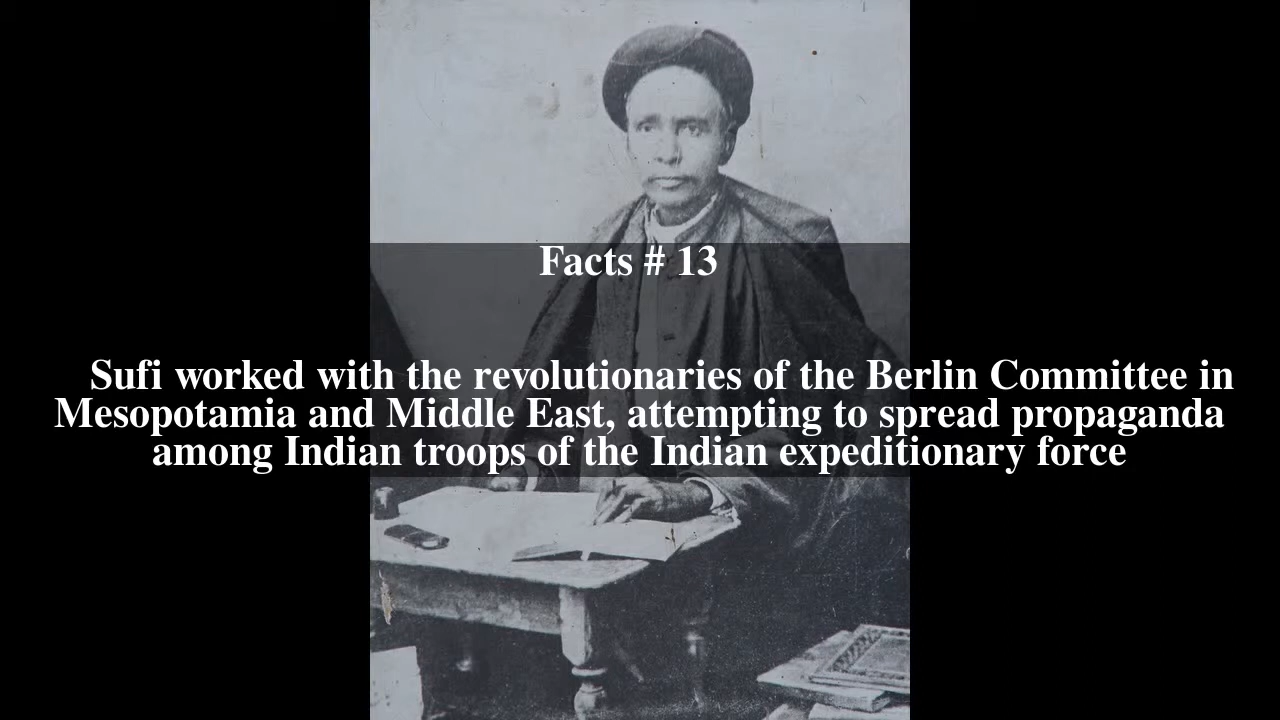 Facts # 13
Sufi worked with the revolutionaries of the Berlin Committee in
Mesopotamia and Middle East, attempting to spread propaganda
among Indian troops of the Indian expeditionary force